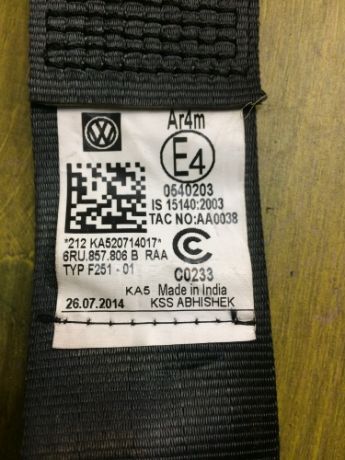 Ar4m
E4
0540203
IS 15140:2003
TAC NO:AA0038
*212 KA520714017*
6RU.857.806 B RAA
TYP F251 - 01
C0233
KA5 Made in India
26.07.2014 KSS ABHISHEK